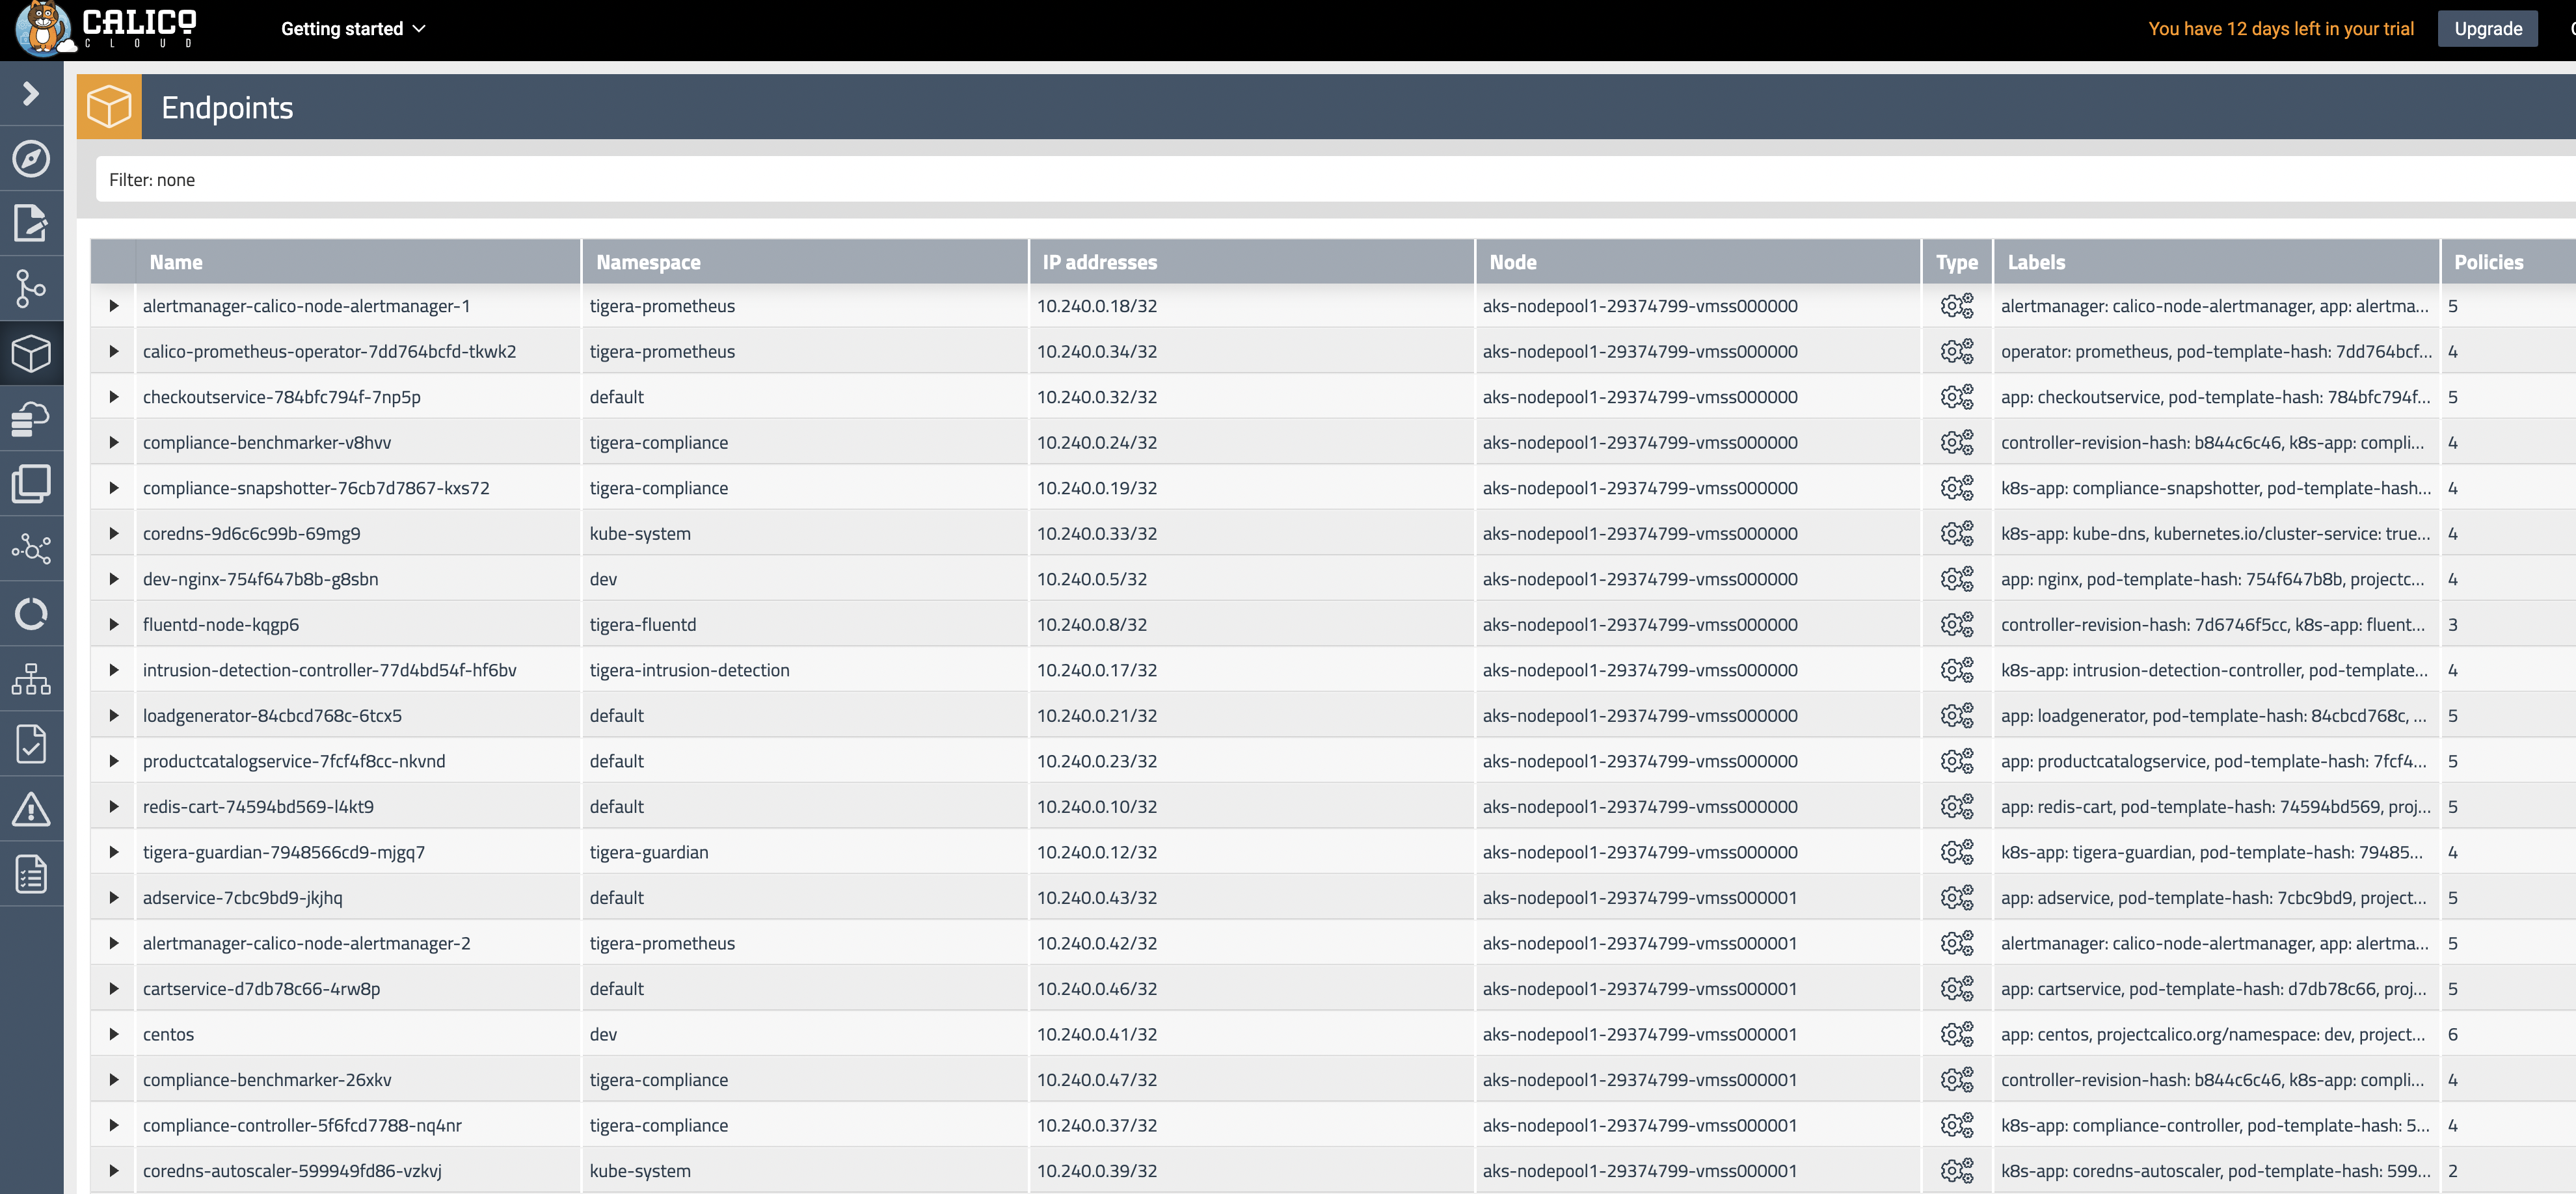 CALICO
CLOUD
Getting started
You have 12 days left in your trial
Upgrade
Endpoints
Filter: none
Name Namespace IP addresses Node Type Labels Policies
alertmanager-calico-node-alertmanager-1 tigera-prometheus 10.240.0.18/32 aks-nodepool1-29374799-vmss000000 alertmanager: calico-node-alertmanager, app: alertma... 5
calico-prometheus-operator-7dd764bcfd-tkwk2 tigera-prometheus 10.240.0.34/32 aks-nodepool1-29374799-vmss000000 operator: prometheus, pod-template-hash: 7dd764bcf... 4
checkoutservice-784bfc794f-7np5p default 10.240.0.32/32 aks-nodepool1-29374799-vmss000000 app: checkoutservice, pod-template-hash: 784bfc794f... 5
compliance-benchmarker-v8hvv tigera-compliance 10.240.0.24/32 aks-nodepool1-29374799-vmss000000 controller-revision-hash: b844c6c46, k8s-app: compli... 4
compliance-snapshotter-76cb7d7867-kxs72 tigera-compliance 10.240.0.19/32 aks-nodepool1-29374799-vmss000000 k8s-app: compliance-snapshotter, pod-template-hash... 4
coredns-9d6c6c99b-69mg9 kube-system 10.240.0.33/32 aks-nodepool1-29374799-vmss000000 k8s-app: kube-dns, kubernetes.io/cluster-service: true... 4
dev-nginx-754f647b8b-g8sbn dev 10.240.0.5/32 aks-nodepool1-29374799-vmss000000 app: nginx, pod-template-hash: 754f647b8b, projectc... 4
fluentd-node-kqgp6 tigera-fluentd 10.240.0.8/32 aks-nodepool1-29374799-vmss000000 controller-revision-hash: 7d6746f5cc, k8s-app: fluent... 3
intrusion-detection-controller-77d4bd54f-hf6bv tigera-intrusion-detection 10.240.0.17/32 aks-nodepool1-29374799-vmss000000 k8s-app: intrusion-detection-controller, pod-template... 4
loadgenerator-84cbcd768c-6tcx5 default 10.240.0.21/32 aks-nodepool1-29374799-vmss000000 app: loadgenerator, pod-template-hash: 84cbcd768c, ... 5
productcatalogservice-7fcf4f8cc-nkvnd default 10.240.0.23/32 aks-nodepool1-29374799-vmss000000 app: productcatalogservice, pod-template-hash: 7fcf4... 5
redis-cart-74594bd569-l4kt9 default 10.240.0.10/32 aks-nodepool1-29374799-vmss000000 app: redis-cart, pod-template-hash: 74594bd569, proj... 5
tigera-guardian-7948566cd9-mjgq7 tigera-guardian 10.240.0.12/32 aks-nodepool1-29374799-vmss000000 k8s-app: tigera-guardian, pod-template-hash: 79485... 4
adservice-7cbc9bd9-jkjhq default 10.240.0.43/32 aks-nodepool1-29374799-vmss000001 app: adservice, pod-template-hash: 7cbc9bd9, project... 5
alertmanager-calico-node-alertmanager-2 tigera-prometheus 10.240.0.42/32 aks-nodepool1-29374799-vmss000001 alertmanager: calico-node-alertmanager, app: alertma... 5
cartservice-d7db78c66-4rw8p default 10.240.0.46/32 aks-nodepool1-29374799-vmss000001 app: cartservice, pod-template-hash: d7db78c66, proj... 5
centos dev 10.240.0.41/32 aks-nodepool1-29374799-vmss000001 app: centos, projectcalico.org/namespace: dev, project... 6
compliance-benchmarker-26xkv tigera-compliance 10.240.0.47/32 aks-nodepool1-29374799-vmss000001 controller-revision-hash: b844c6c46, k8s-app: compli... 4
compliance-controller-5f6fcd7788-nq4nr tigera-compliance 10.240.0.37/32 aks-nodepool1-29374799-vmss000001 k8s-app: compliance-controller, pod-template-hash: 5... 4
coredns-autoscaler-599949fd86-vzkvj kube-system 10.240.0.39/32 aks-nodepool1-29374799-vmss000001 k8s-app: coredns-autoscaler, pod-template-hash: 599... 2